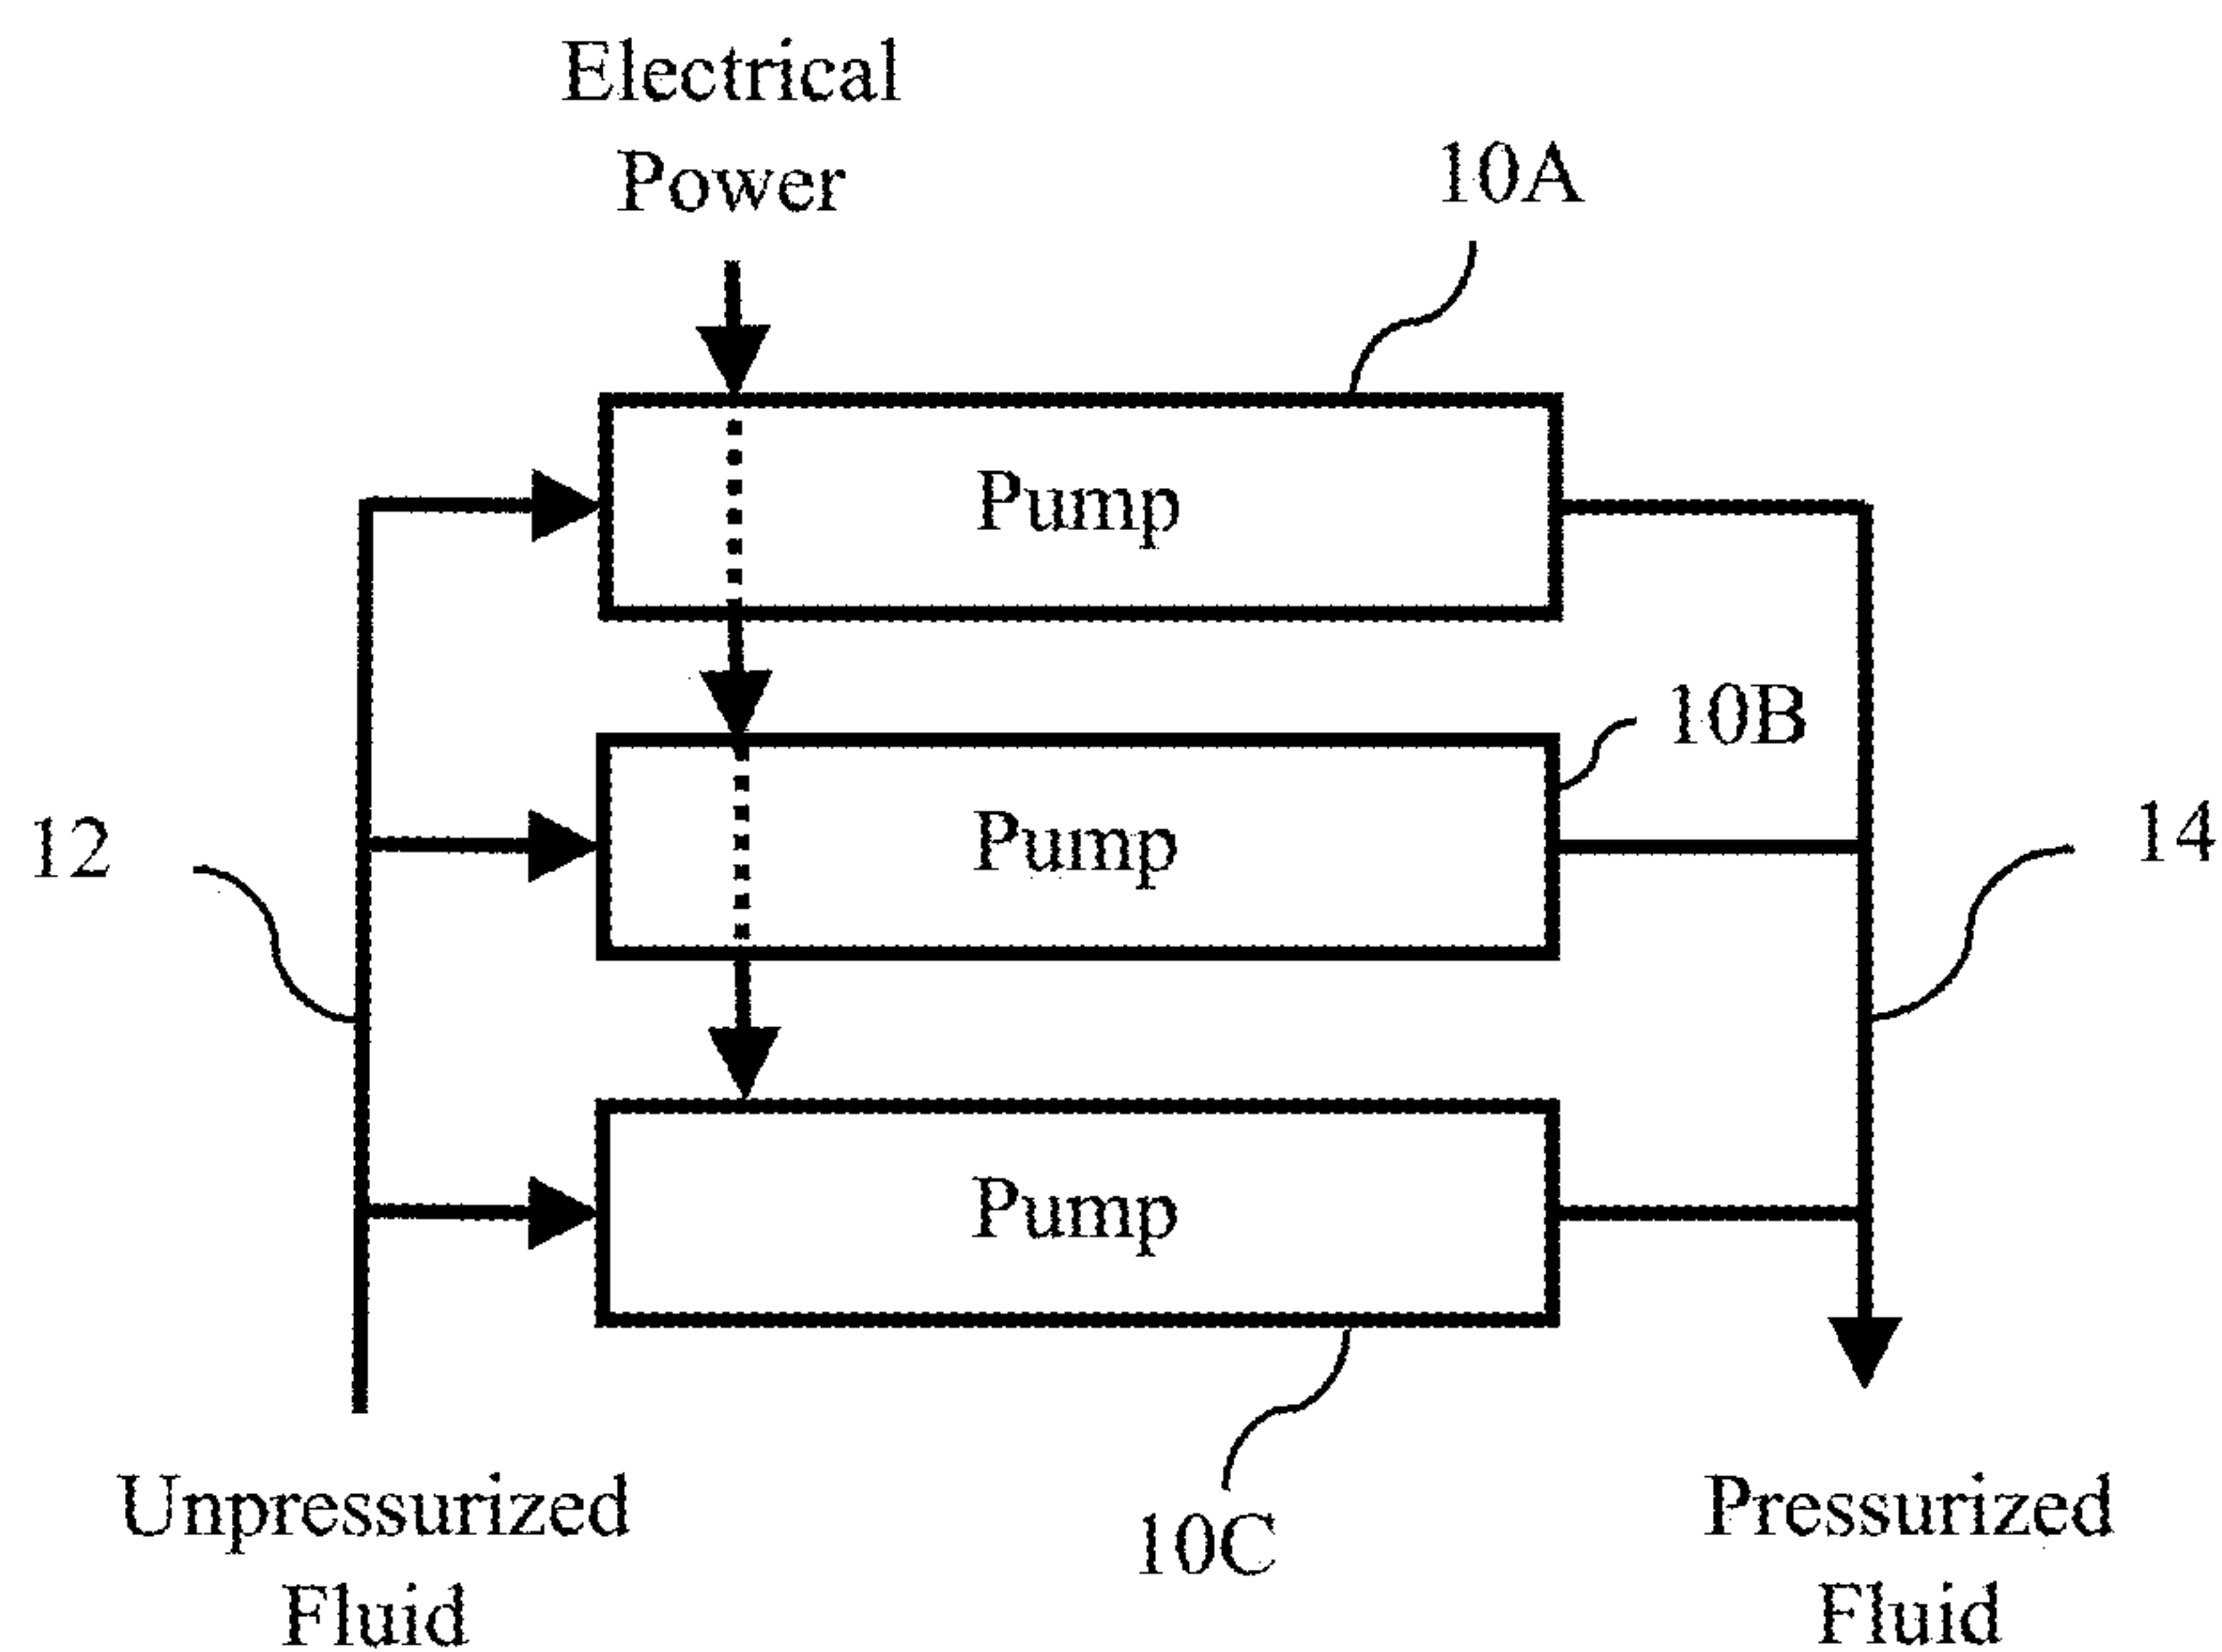 Electrical
Power
10A
Pump
10B
12
Pump
14
Pump
10C
Unpressurized
Fluid
Pressurized
Fluid